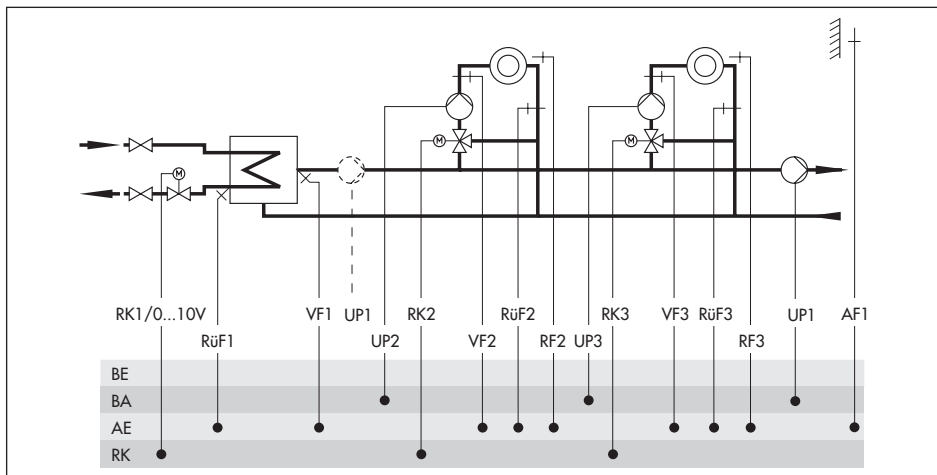 M
M
M
RK1/0...10V
VF1
UP1
RK2
RüF2
RK3
VF3
RüF3
UP1
AF1
RüF1
UP2
VF2
RF2
UP3
RF3
BE
BA
AE
RK